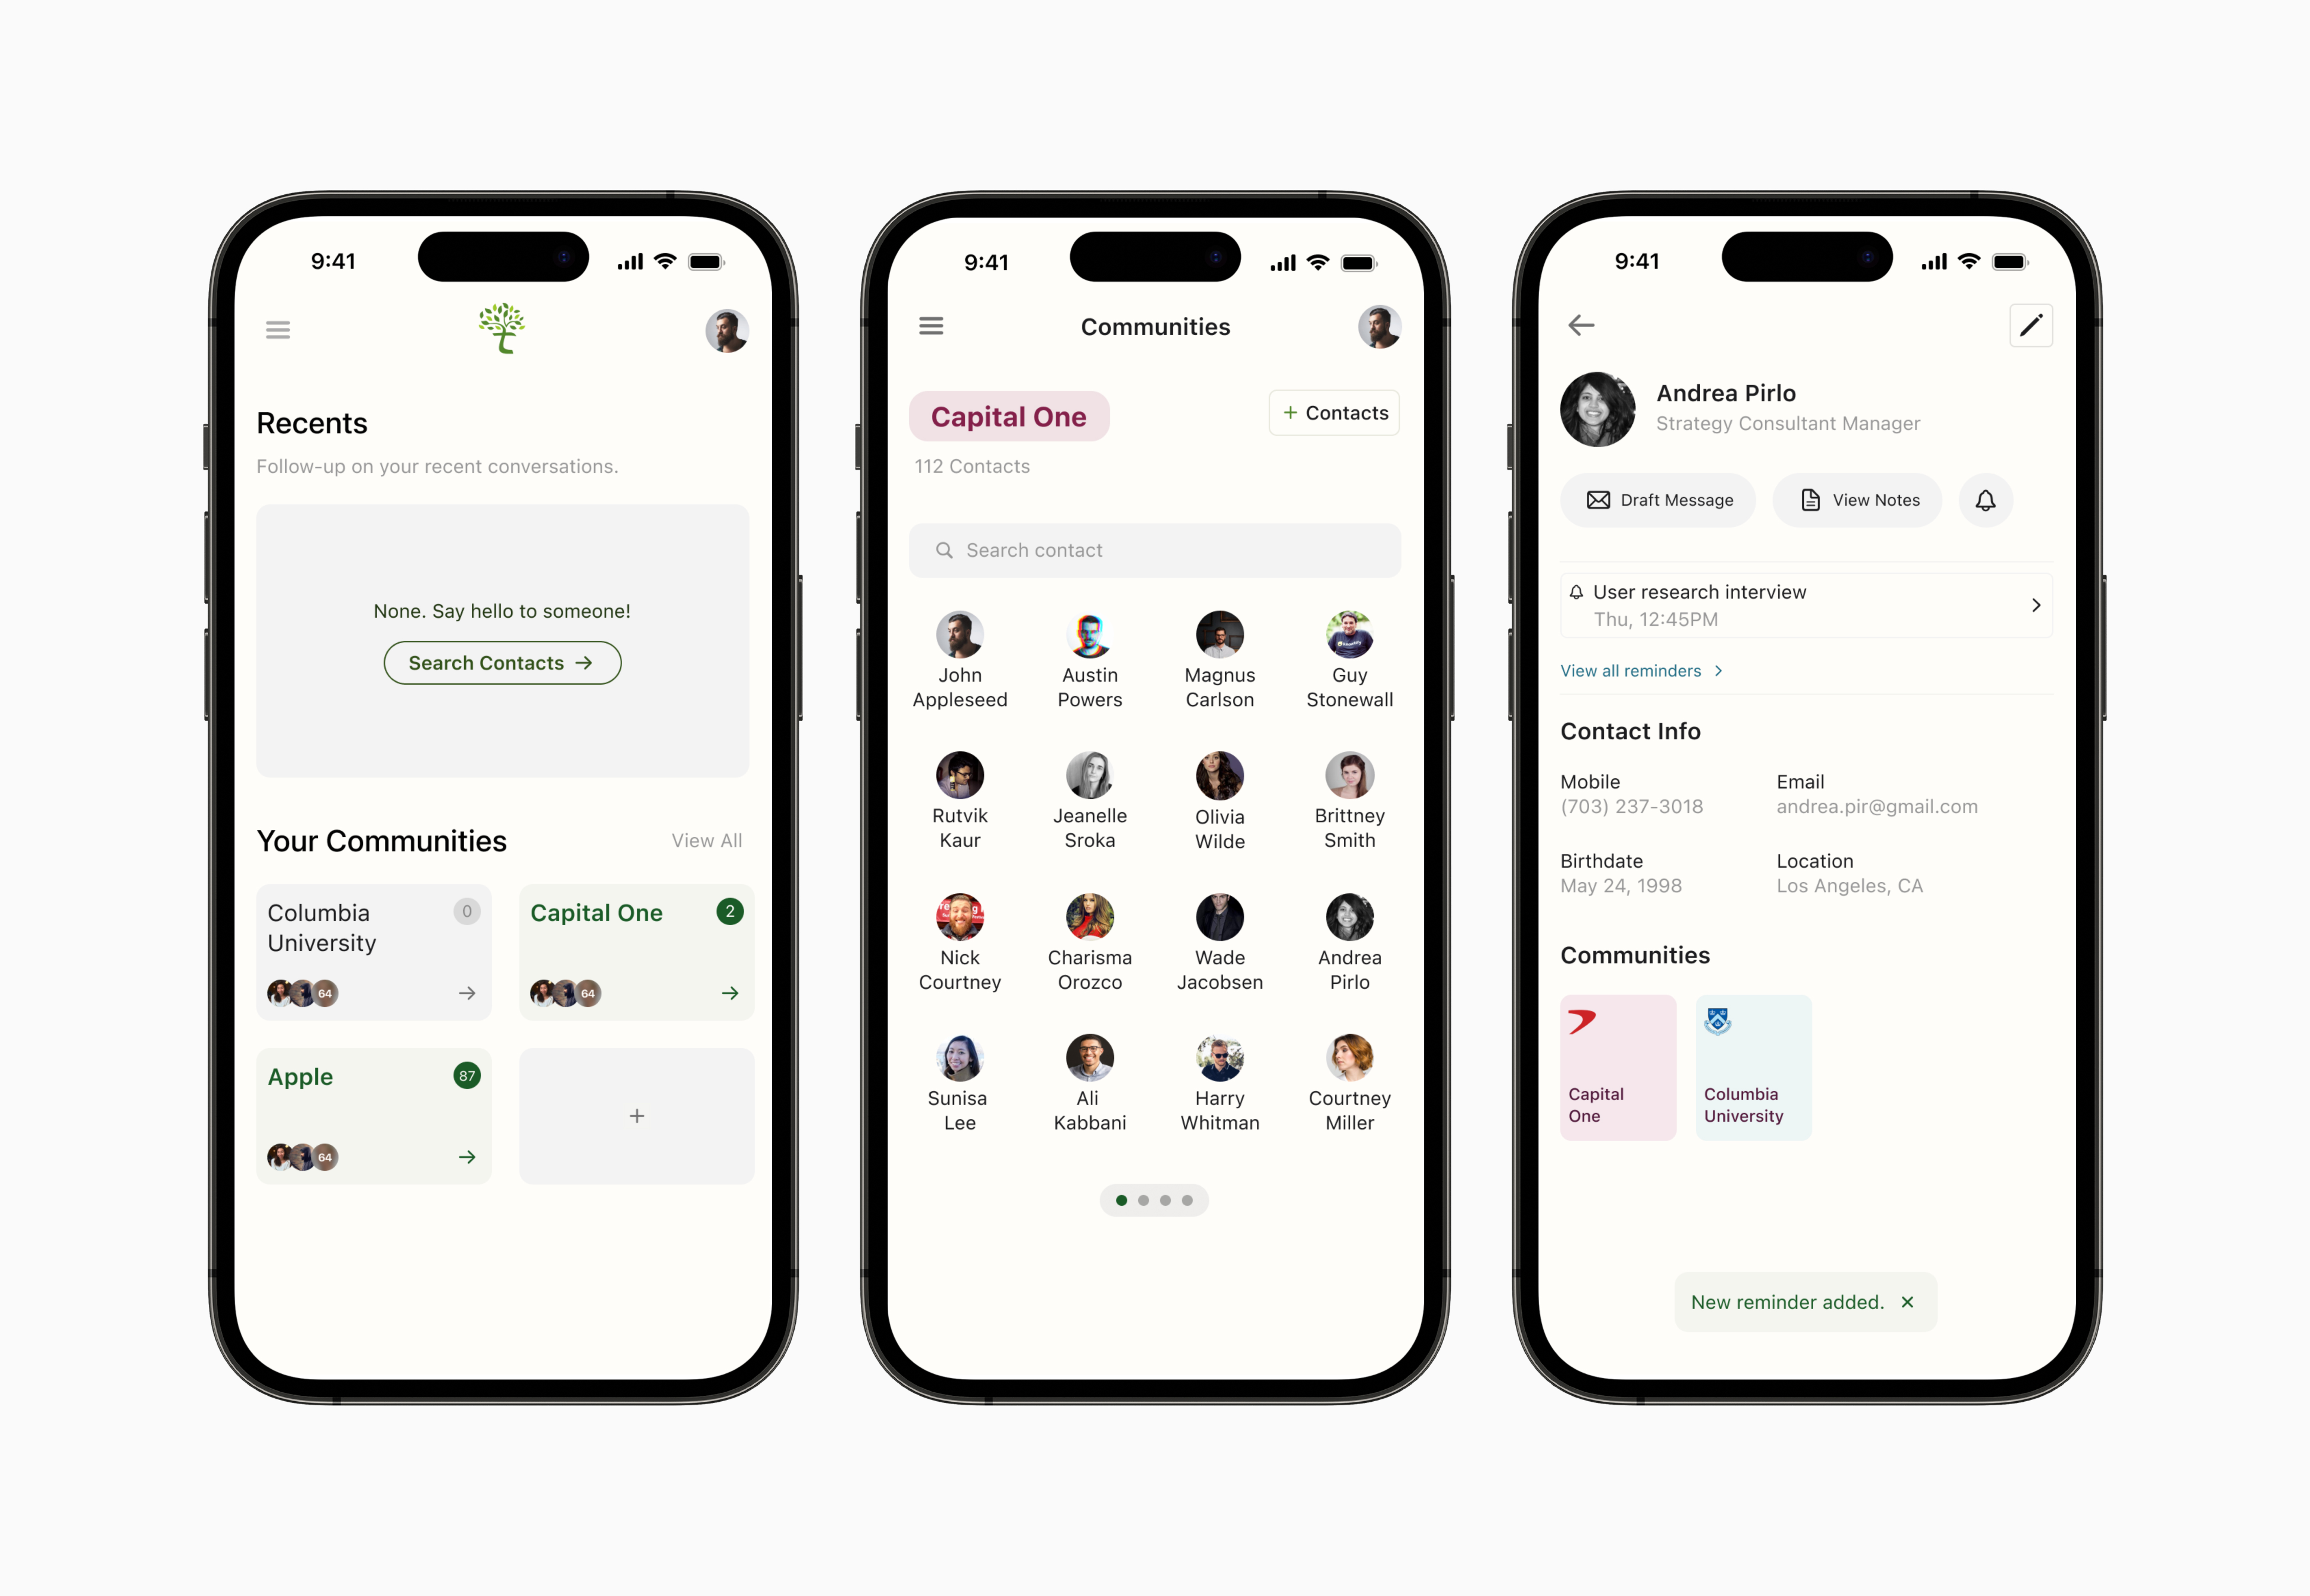 9:41
Recents
Follow-up on your recent conversations.
None. Say hello to someone!
Search Contacts
Your Communities
View All
Columbia
University
0
64
Capital One
2
64
Apple
87
64
+
9:41
Communities
Capital One
+ Contacts
112 Contacts
Search contact
John
Appleseed
Austin
Powers
Magnus
Carlson
Guy
Stonewall
Rutvik
Kaur
Jeanelle
Sroka
Olivia
Wilde
Brittney
Smith
Nick
Courtney
Charisma
Orozco
Wade
Jacobsen
Andrea
Pirlo
Sunisa
Lee
Ali
Kabbani
Harry
Whitman
Courtney
Miller
9:41
Andrea Pirlo
Strategy Consultant Manager
Draft Message
View Notes
User research interview
Thu, 12:45PM
View all reminders
Contact Info
Mobile
(703) 237-3018
Email
andrea.pir@gmail.com
Birthdate
May 24, 1998
Location
Los Angeles, CA
Communities
Capital
One
Columbia
University
New reminder added.